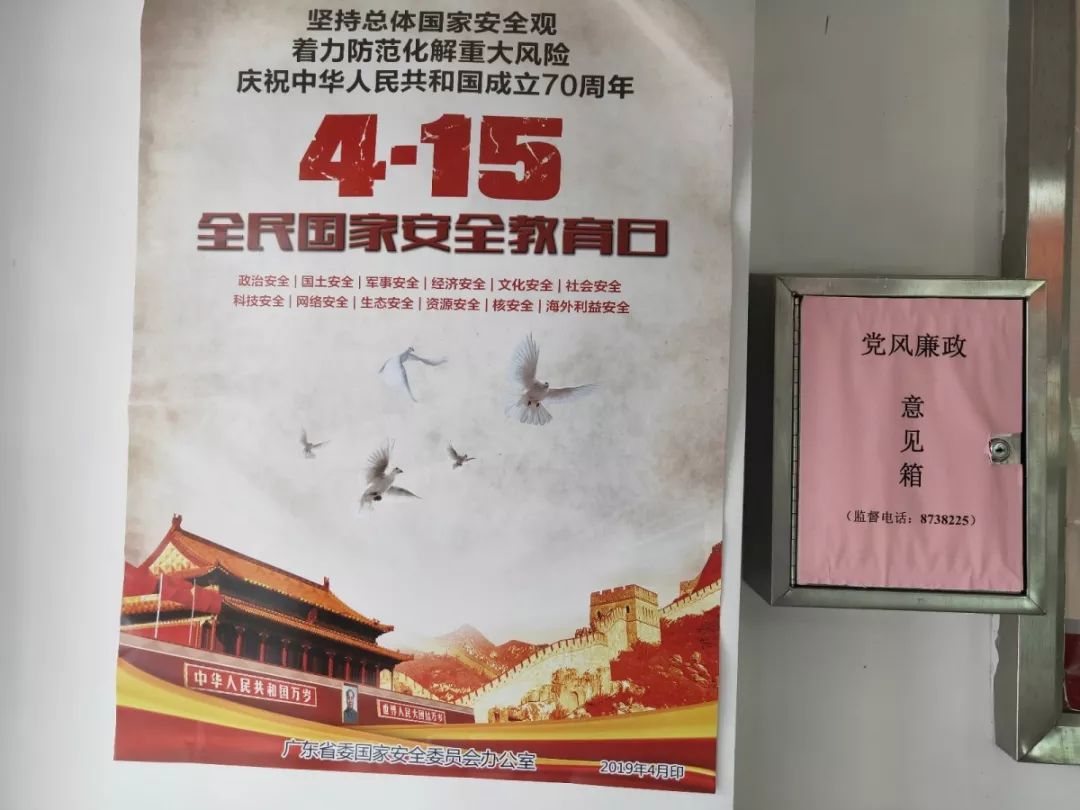 坚持总体国家安全观
着力防范化解重大风险
庆祝中华人民共和国成立70周年
4·15
全民国家安全教育日
政治安全|国土安全|军事安全|经济安全|文化安全|社会安全
科技安全|网络安全|生态安全|资源安全|核安全|海外利益安全
中华人民共和国万岁
世界人民大团结万岁
广东省委国家安全委员会办公室
2019年4月印
党风廉政
意
见
箱
（监督电话：8738225）